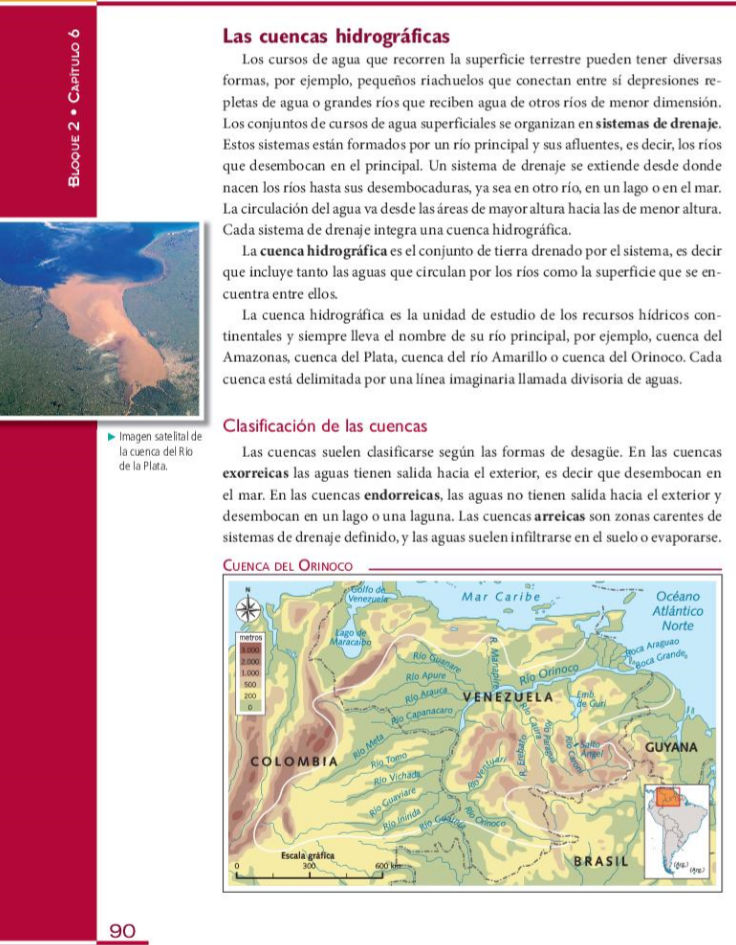 BLOQUE 2 • CAPÍTULO 6
Las cuencas hidrográficas
Los cursos de agua que recorren la superficie terrestre pueden tener diversas
formas, por ejemplo, pequeños riachuelos que conectan entre sí depresiones re-
pletas de agua o grandes ríos que reciben agua de otros ríos de menor dimensión.
Los conjuntos de cursos de agua superficiales se organizan en sistemas de drenaje.
Estos sistemas están formados por un río principal y sus afluentes, es decir, los ríos
que desembocan en el principal. Un sistema de drenaje se extiende desde donde
nacen los ríos hasta sus desembocaduras, ya sea en otro río, en un lago o en el mar.
La circulación del agua va desde las áreas de mayor altura hacia las de menor altura.
Cada sistema de drenaje integra una cuenca hidrográfica.
La cuenca hidrográfica es el conjunto de tierra drenado por el sistema, es decir
que incluye tanto las aguas que circulan por los ríos como la superficie que se en-
cuentra entre ellos.
La cuenca hidrográfica es la unidad de estudio de los recursos hídricos con-
tinentales y siempre lleva el nombre de su río principal, por ejemplo, cuenca del
Amazonas, cuenca del Plata, cuenca del río Amarillo o cuenca del Orinoco. Cada
cuenca está delimitada por una línea imaginaria llamada divisoria de aguas.
▶ Imagen satelital de
la cuenca del Río
de la Plata.
Clasificación de las cuencas
Las cuencas suelen clasificarse según las formas de desagüe. En las cuencas
exorreicas las aguas tienen salida hacia el exterior, es decir que desembocan en
el mar. En las cuencas endorreicas, las aguas no tienen salida hacia el exterior y
desembocan en un lago o una laguna. Las cuencas arreicas son zonas carentes de
sistemas de drenaje definido, y las aguas suelen infiltrarse en el suelo o evaporarse.
CUENCA DEL ORINOCO
N
Golfo de
Venezuela
Mar Caribe
Océano
Atlántico
Norte
metros
3.000
2.000
1.000
500
200
0
Lago de
Maracaibo
Boca Araguao
Boca Grande
Río Guanare
R. Manapire
Río Orinoco
Río Apure
Río Arauca
VENEZUELA
Emb.
de Guri
Río Capanacaro
Río Caura
Río Paragua
Río Meta
R. Erebato
Río Caroní
Salto
Ángel
GUYANA
COLOMBIA
Río Tomo
Río Vichada
Río Ventuari
Río Guaviare
Río Inírida
Río Guainía
Río Orinoco
Escala gráfica
0 300 600 km
BRASIL
(Arg.)
(Arg.)
90